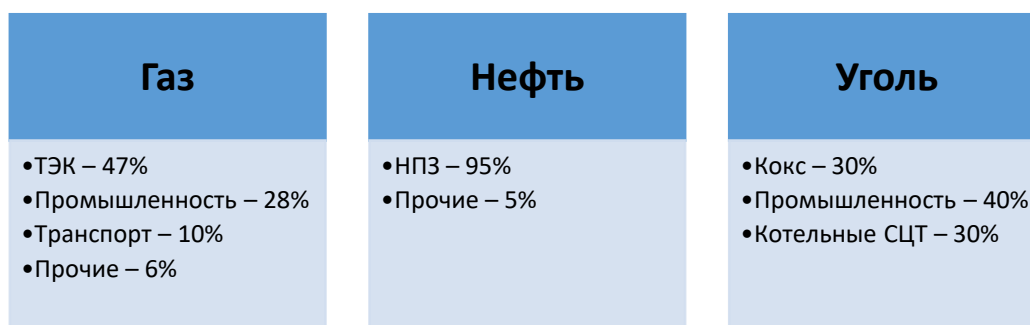 Газ
•ТЭК – 47%
•Промышленность – 28%
•Транспорт – 10%
•Прочие – 6%
Нефть
•НПЗ – 95%
•Прочие – 5%
Уголь
•Кокс – 30%
•Промышленность – 40%
•Котельные СЦТ – 30%